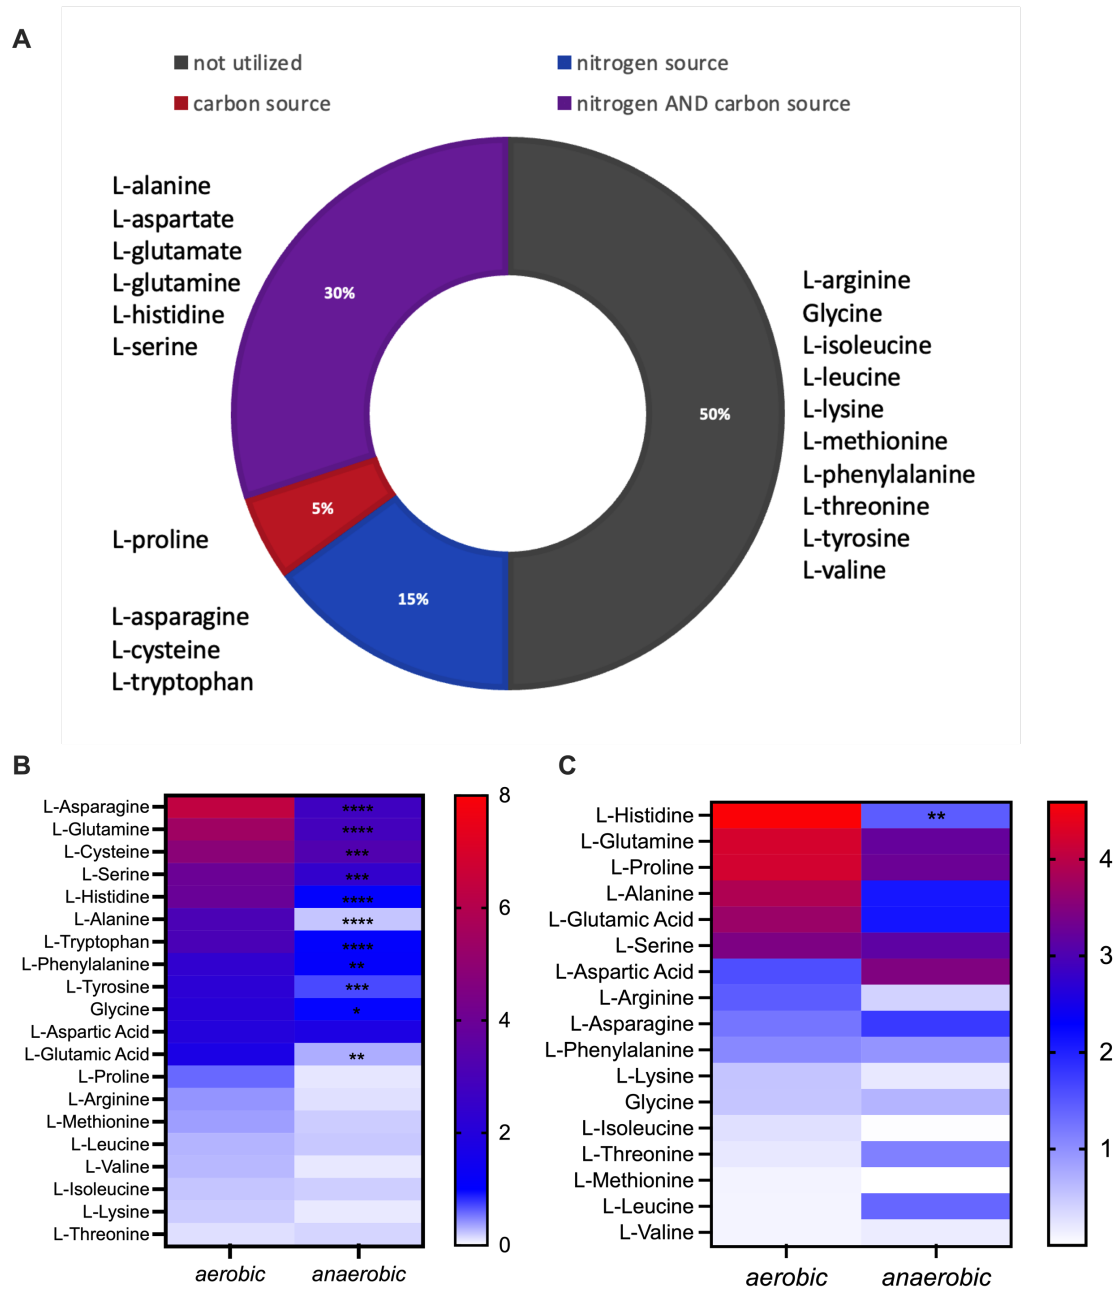 A
not utilized
nitrogen source
carbon source
nitrogen AND carbon source
L-alanine
L-aspartate
L-glutamate
L-glutamine
L-histidine
L-serine
30%
L-arginine
Glycine
L-isoleucine
L-leucine
L-lysine
L-methionine
L-phenylalanine
L-threonine
L-tyrosine
L-valine
50%
5%
L-proline
15%
L-asparagine
L-cysteine
L-tryptophan
B
L-Asparagine ****
L-Glutamine ****
L-Cysteine ***
L-Serine ***
L-Histidine ****
L-Alanine ****
L-Tryptophan ****
L-Phenylalanine **
L-Tyrosine ***
Glycine *
L-Aspartic Acid
L-Glutamic Acid **
L-Proline
L-Arginine
L-Methionine
L-Leucine
L-Valine
L-Isoleucine
L-Lysine
L-Threonine
aerobic anaerobic
8
6
4
2
0
C
L-Histidine **
L-Glutamine
L-Proline
L-Alanine
L-Glutamic Acid
L-Serine
L-Aspartic Acid
L-Arginine
L-Asparagine
L-Phenylalanine
L-Lysine
Glycine
L-Isoleucine
L-Threonine
L-Methionine
L-Leucine
L-Valine
aerobic anaerobic
4
3
2
1